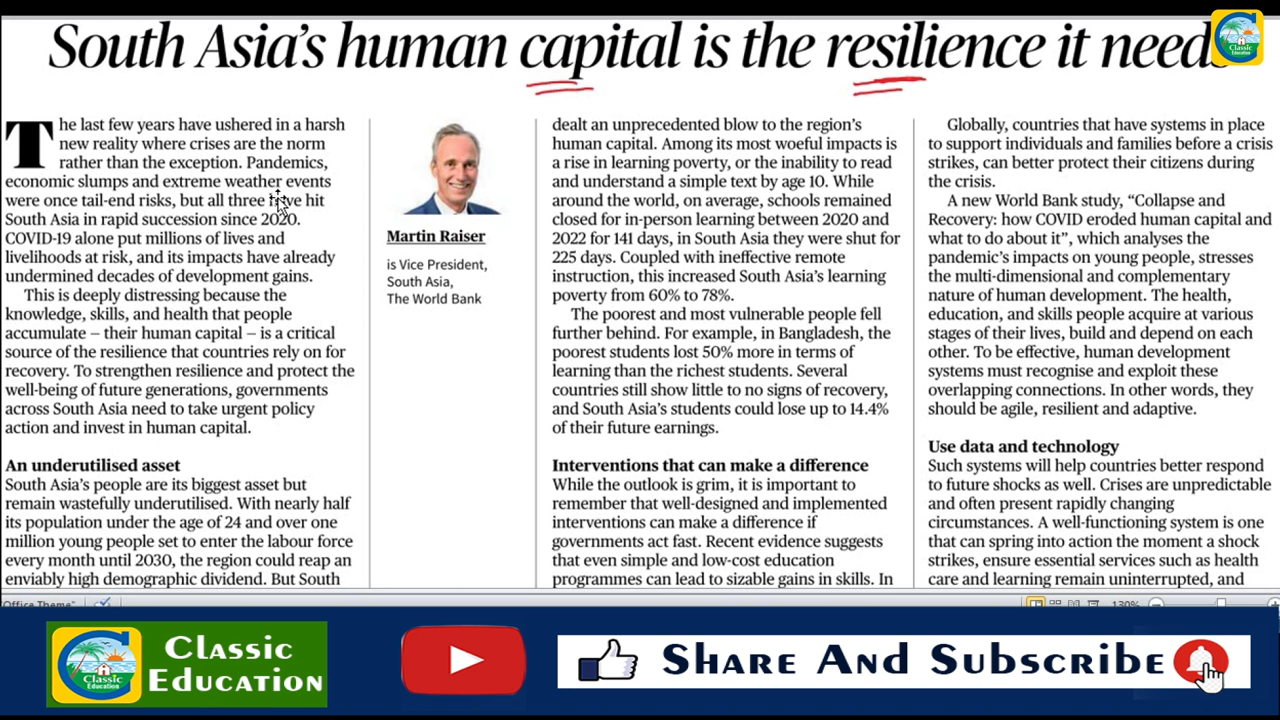 South Asia's human capital is the resilience it needs
Classic
Education
The last few years have ushered in a harsh
new reality where crises are the norm
rather than the exception. Pandemics,
economic slumps and extreme weather events
were once tail-end risks, but all three have hit
South Asia in rapid succession since 2020.
COVID-19 alone put millions of lives and
livelihoods at risk, and its impacts have already
undermined decades of development gains.
This is deeply distressing because the
knowledge, skills, and health that people
accumulate – their human capital – is a critical
source of the resilience that countries rely on for
recovery. To strengthen resilience and protect the
well-being of future generations, governments
across South Asia need to take urgent policy
action and invest in human capital.
An underutilised asset
South Asia's people are its biggest asset but
remain wastefully underutilised. With nearly half
its population under the age of 24 and over one
million young people set to enter the labour force
every month until 2030, the region could reap an
enviably high demographic dividend. But South
Martin Raiser
is Vice President,
South Asia,
The World Bank
dealt an unprecedented blow to the region's
human capital. Among its most woeful impacts is
a rise in learning poverty, or the inability to read
and understand a simple text by age 10. While
around the world, on average, schools remained
closed for in-person learning between 2020 and
2022 for 141 days, in South Asia they were shut for
225 days. Coupled with ineffective remote
instruction, this increased South Asia's learning
poverty from 60% to 78%.
The poorest and most vulnerable people fell
further behind. For example, in Bangladesh, the
poorest students lost 50% more in terms of
learning than the richest students. Several
countries still show little to no signs of recovery,
and South Asia's students could lose up to 14.4%
of their future earnings.
Interventions that can make a difference
While the outlook is grim, it is important to
remember that well-designed and implemented
interventions can make a difference if
governments act fast. Recent evidence suggests
that even simple and low-cost education
programmes can lead to sizable gains in skills. In
Globally, countries that have systems in place
to support individuals and families before a crisis
strikes, can better protect their citizens during
the crisis.
A new World Bank study, “Collapse and
Recovery: how COVID eroded human capital and
what to do about it”, which analyses the
pandemic's impacts on young people, stresses
the multi-dimensional and complementary
nature of human development. The health,
education, and skills people acquire at various
stages of their lives, build and depend on each
other. To be effective, human development
systems must recognise and exploit these
overlapping connections. In other words, they
should be agile, resilient and adaptive.
Use data and technology
Such systems will help countries better respond
to future shocks as well. Crises are unpredictable
and often present rapidly changing
circumstances. A well-functioning system is one
that can spring into action the moment a shock
strikes, ensure essential services such as health
care and learning remain uninterrupted, and
"Office Theme"
130%
Classic
Education
Classic
Education
Share And Subscribe